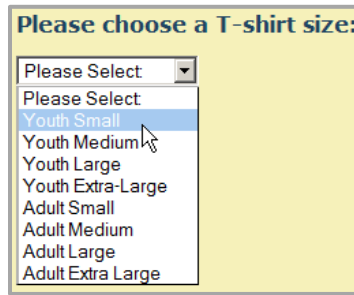 Please choose a T-shirt size:
Please Select
Please Select
Youth Small
Youth Medium
Youth Large
Youth Extra-Large
Adult Small
Adult Medium
Adult Large
Adult Extra Large